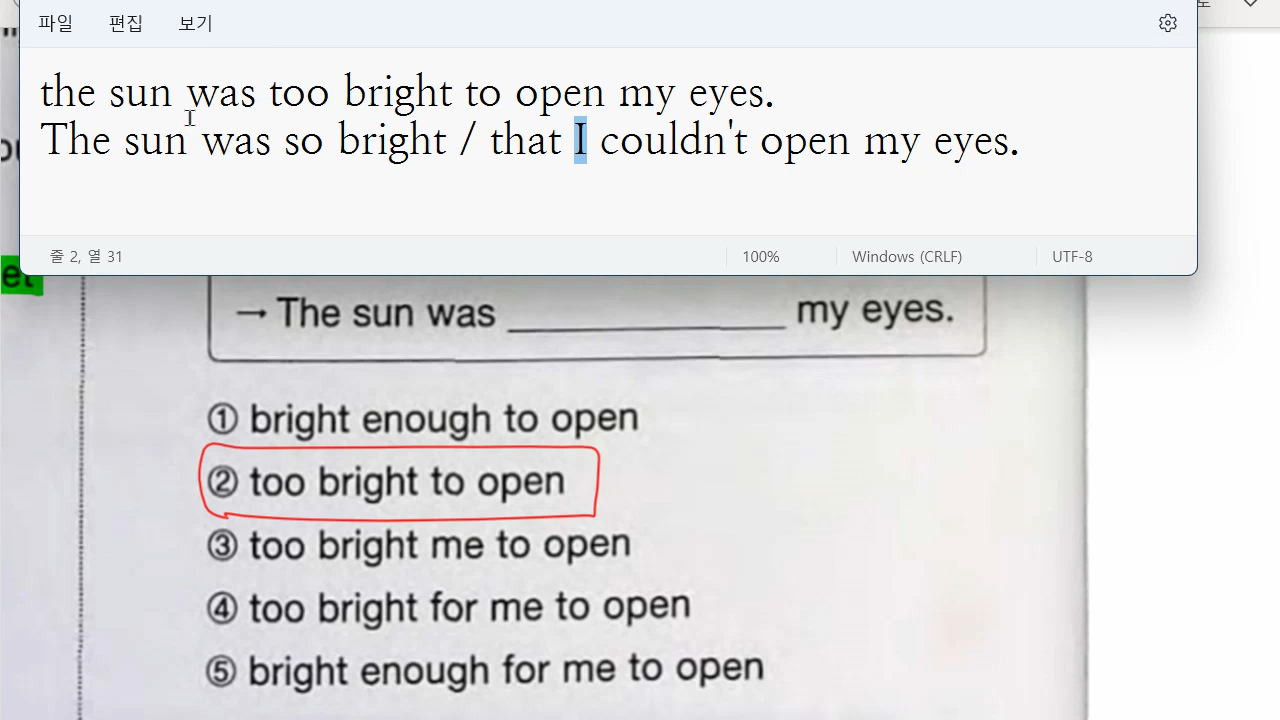 파일 편집 보기
the sun was too bright to open my eyes.
The sun was so bright / that I couldn't open my eyes.
줄 2, 열 31 100% Windows (CRLF) UTF-8
et
→ The sun was ____________ my eyes.
① bright enough to open
② too bright to open
③ too bright me to open
④ too bright for me to open
⑤ bright enough for me to open